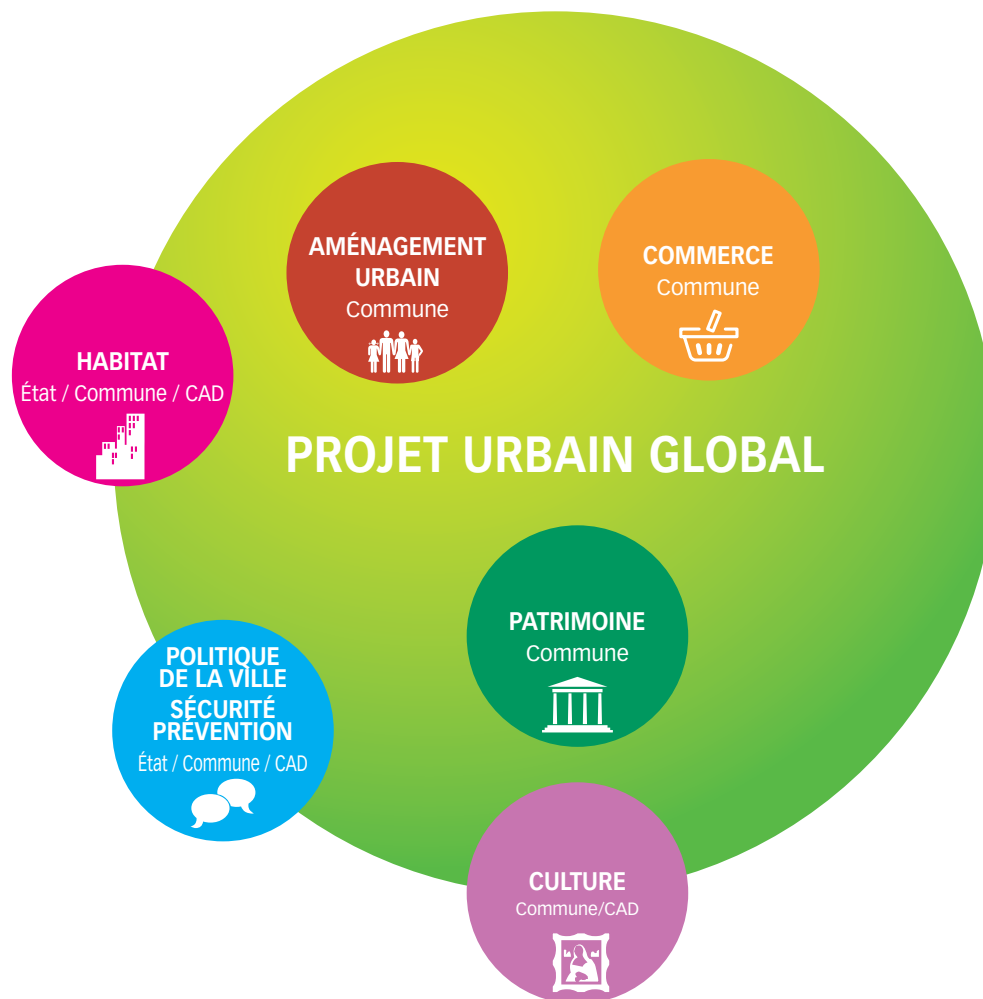 AMÉNAGEMENT
URBAIN
Commune
COMMERCE
Commune
HABITAT
État / Commune / CAD
PROJET URBAIN GLOBAL
PATRIMOINE
Commune
POLITIQUE
DE LA VILLE
SÉCURITÉ
PRÉVENTION
État / Commune / CAD
CULTURE
Commune/CAD